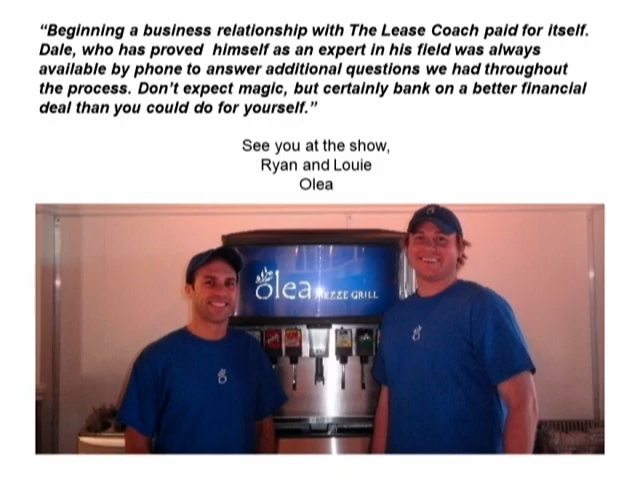 “Beginning a business relationship with The Lease Coach paid for itself.
Dale, who has proved  himself as an expert in his field was always
available by phone to answer additional questions we had throughout
the process. Don’t expect magic, but certainly bank on a better financial
deal than you could do for yourself.”
See you at the show,
Ryan and Louie
Olea
olea MEZZE GRILL